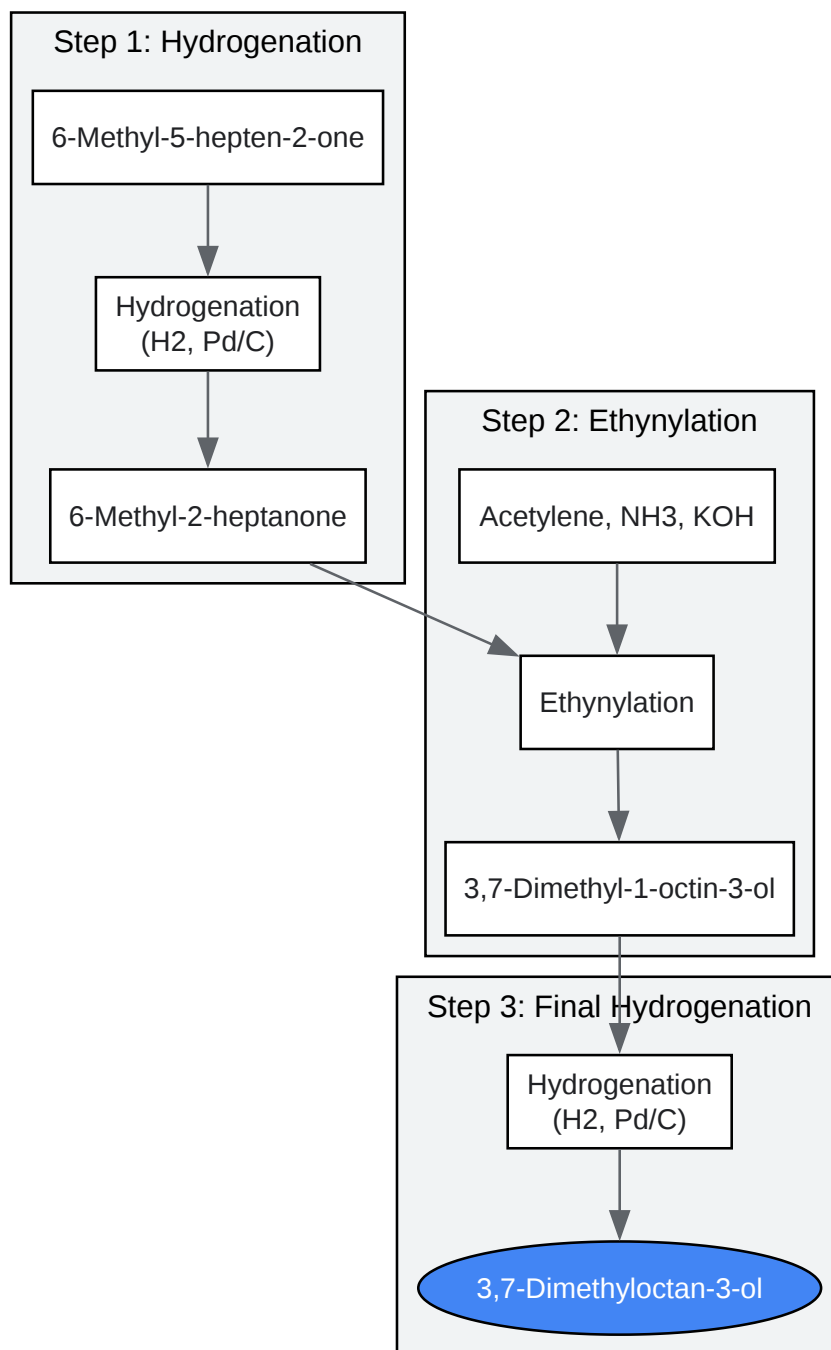 Step 1: Hydrogenation
6-Methyl-5-hepten-2-one
Hydrogenation
(H2, Pd/C)
6-Methyl-2-heptanone
Step 2: Ethynylation
Acetylene, NH3, KOH
Ethynylation
3,7-Dimethyl-1-octin-3-ol
Step 3: Final Hydrogenation
Hydrogenation
(H2, Pd/C)
3,7-Dimethyloctan-3-ol